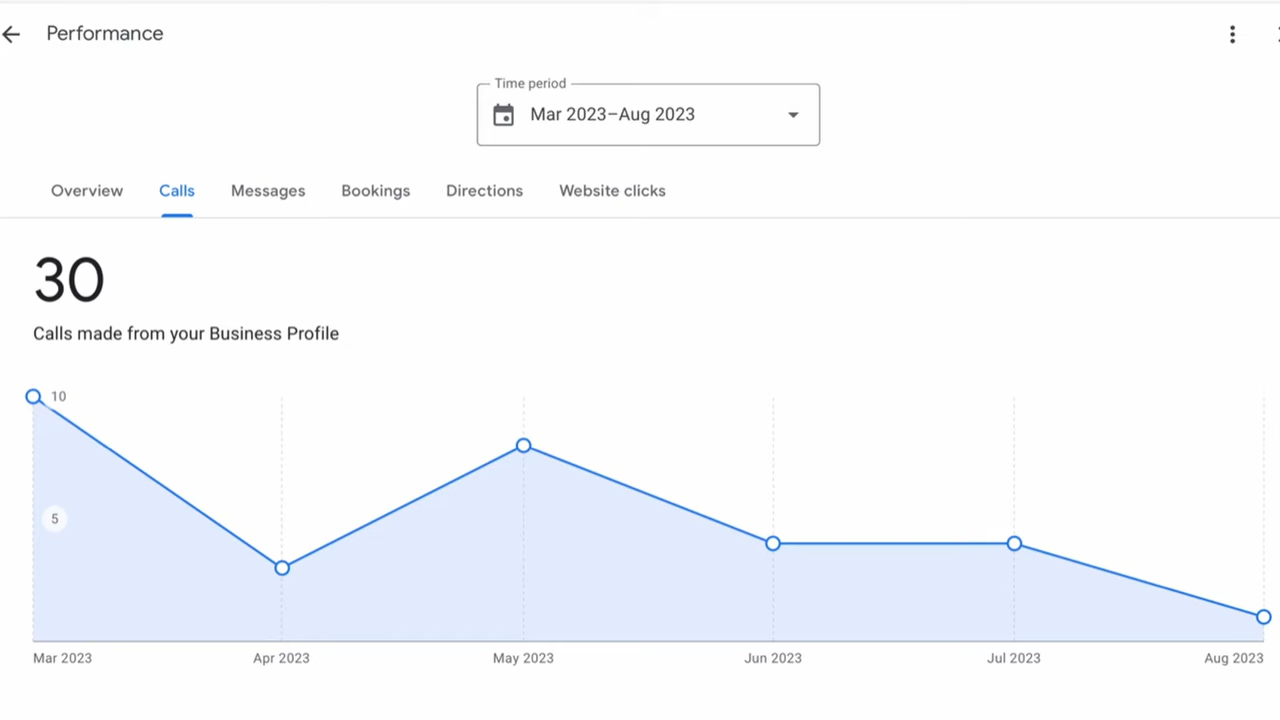 Performance
Time period
Mar 2023–Aug 2023
Overview Calls Messages Bookings Directions Website clicks
30
Calls made from your Business Profile
10
5
Mar 2023 Apr 2023 May 2023 Jun 2023 Jul 2023 Aug 2023